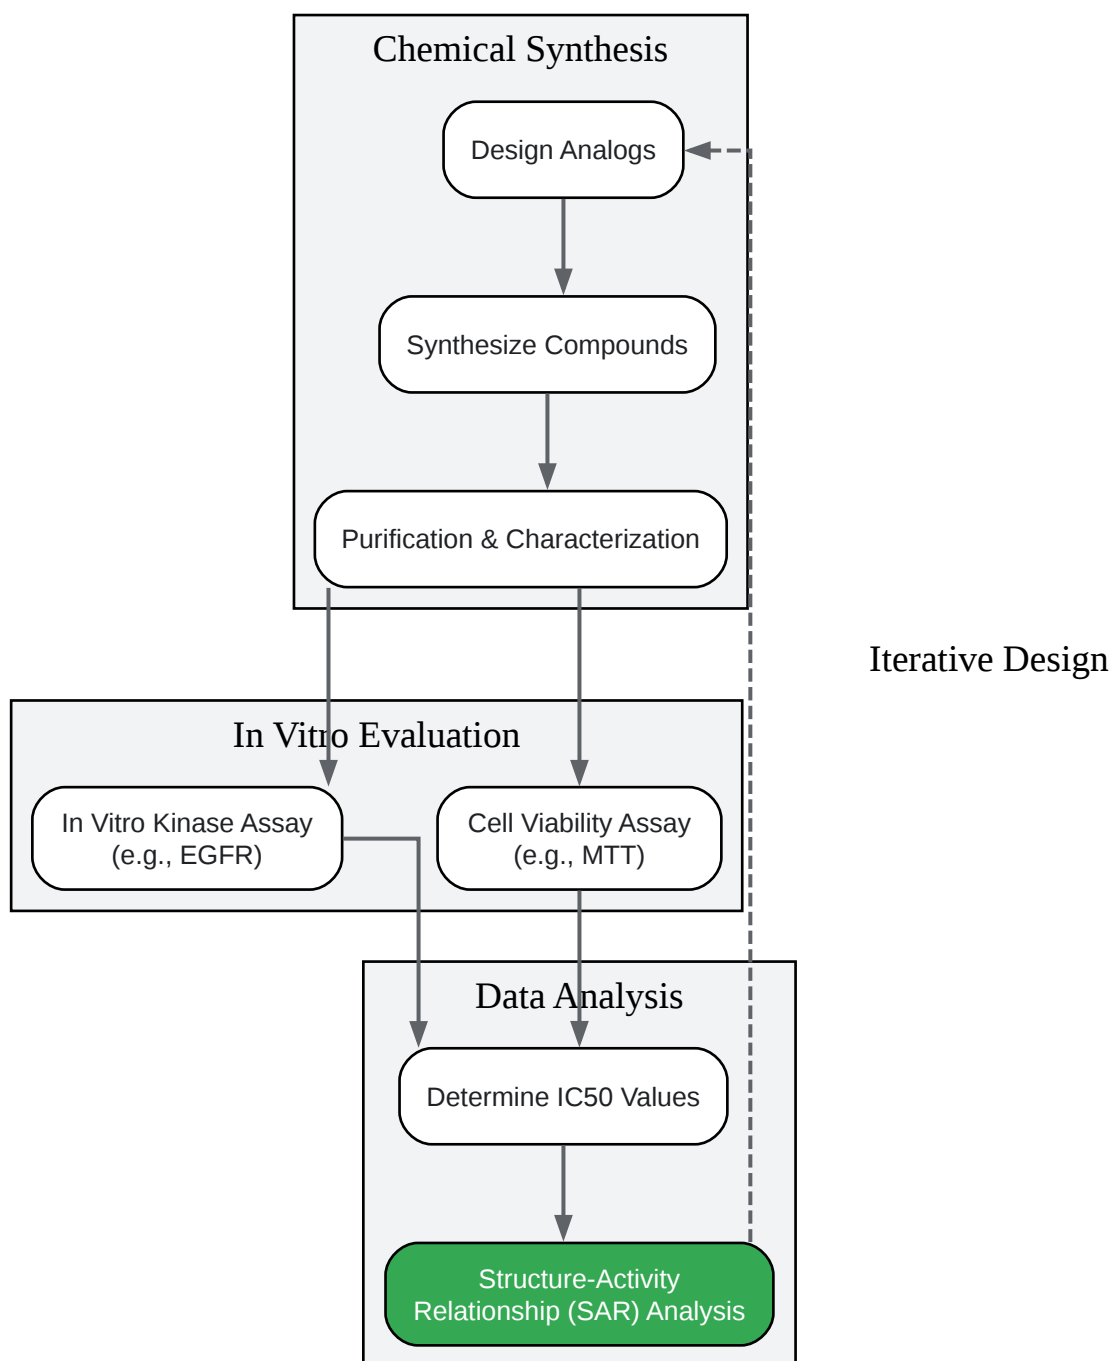 Chemical Synthesis
Design Analogs
Synthesize Compounds
Purification & Characterization
Iterative Design
In Vitro Evaluation
In Vitro Kinase Assay
(e.g., EGFR)
Cell Viability Assay
(e.g., MTT)
Data Analysis
Determine IC50 Values
Structure-Activity
Relationship (SAR) Analysis